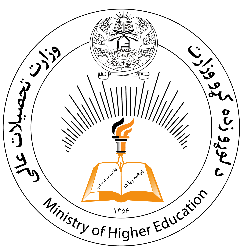 وزارت تحصیلات عالی
د لوړو زده کړو وزارت
Ministry of Higher Education